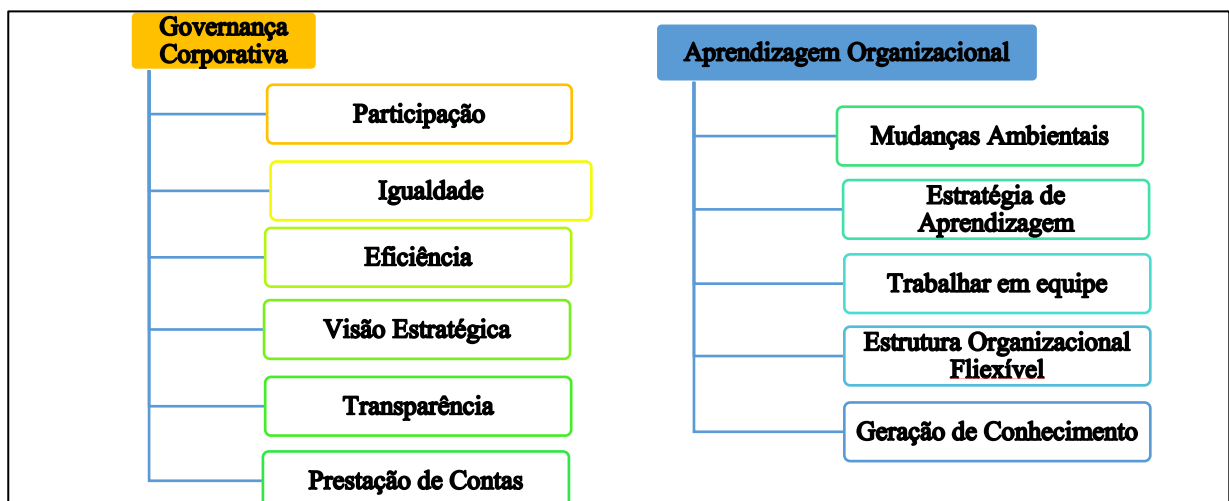 Governança
Corporativa
Participação
Igualdade
Eficiência
Visão Estratégica
Transparência
Prestação de Contas
Aprendizagem Organizacional
Mudanças Ambientais
Estratégia de
Aprendizagem
Trabalhar em equipe
Estrutura Organizacional
Fliexível
Geração de Conhecimento